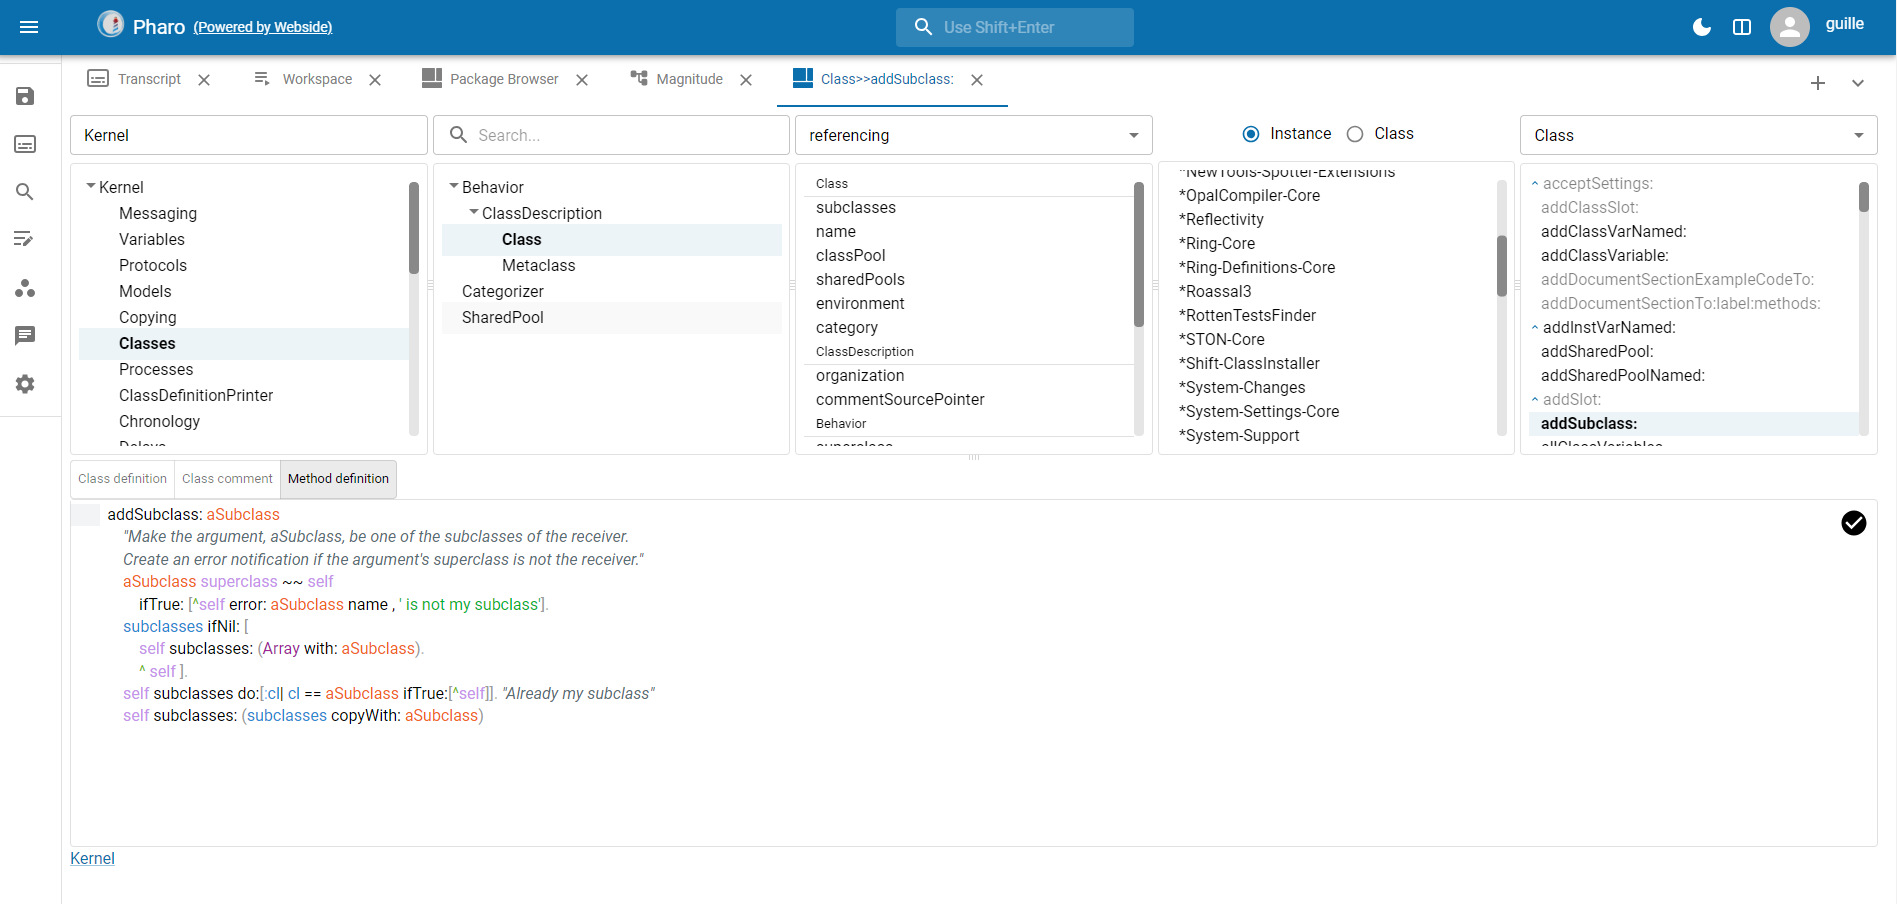 Pharo (Powered by Webside)
Use Shift+Enter
guille
Transcript
Workspace
Package Browser
Magnitude
Class>>addSubclass:
Kernel
Search...
referencing
Instance
Class
Class
Kernel
Messaging
Variables
Protocols
Models
Copying
Classes
Processes
ClassDefinitionPrinter
Chronology
Delays
Behavior
ClassDescription
Class
Metaclass
Categorizer
SharedPool
Class
subclasses
name
classPool
sharedPools
environment
category
ClassDescription
organization
commentSourcePointer
Behavior
superclass
*NewTools-Spotter-Extensions
*OpalCompiler-Core
*Reflectivity
*Ring-Core
*Ring-Definitions-Core
*Roassal3
*RottenTestsFinder
*STON-Core
*Shift-ClassInstaller
*System-Changes
*System-Settings-Core
*System-Support
acceptSettings:
addClassSlot:
addClassVarNamed:
addClassVariable:
addDocumentSectionExampleCodeTo:
addDocumentSectionTo:label:methods:
addInstVarNamed:
addSharedPool:
addSharedPoolNamed:
addSlot:
addSubclass:
allClassVariables
Class definition
Class comment
Method definition
addSubclass: aSubclass
"Make the argument, aSubclass, be one of the subclasses of the receiver.
Create an error notification if the argument's superclass is not the receiver."
aSubclass superclass ~~ self
ifTrue: [^self error: aSubclass name , ' is not my subclass'].
subclasses ifNil: [
self subclasses: (Array with: aSubclass).
^ self ].
self subclasses do:[:cl| cl == aSubclass ifTrue:[^self]]. "Already my subclass"
self subclasses: (subclasses copyWith: aSubclass)
Kernel